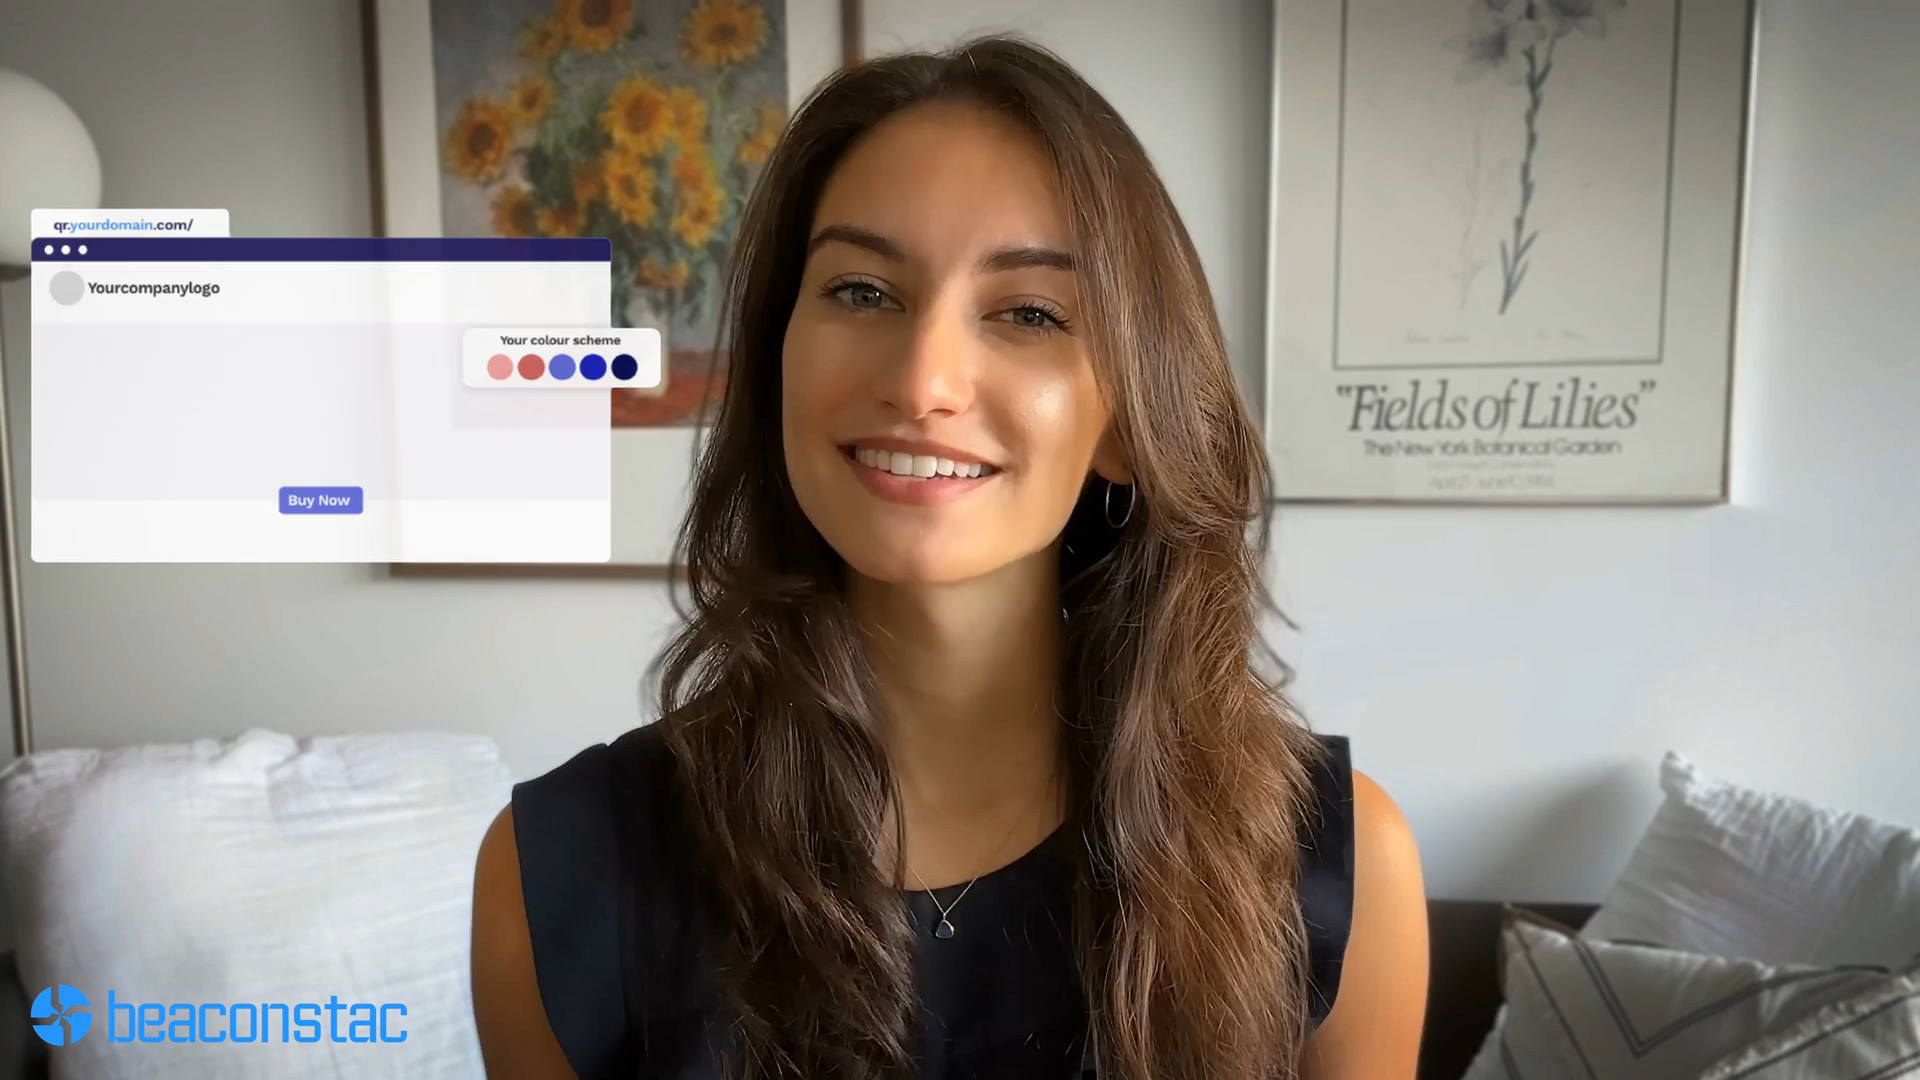 qr.yourdomain.com/
Yourcompanylogo
Your colour scheme
Buy Now
"Fields of Lilies"
The New York Botanical Garden
beaconstac